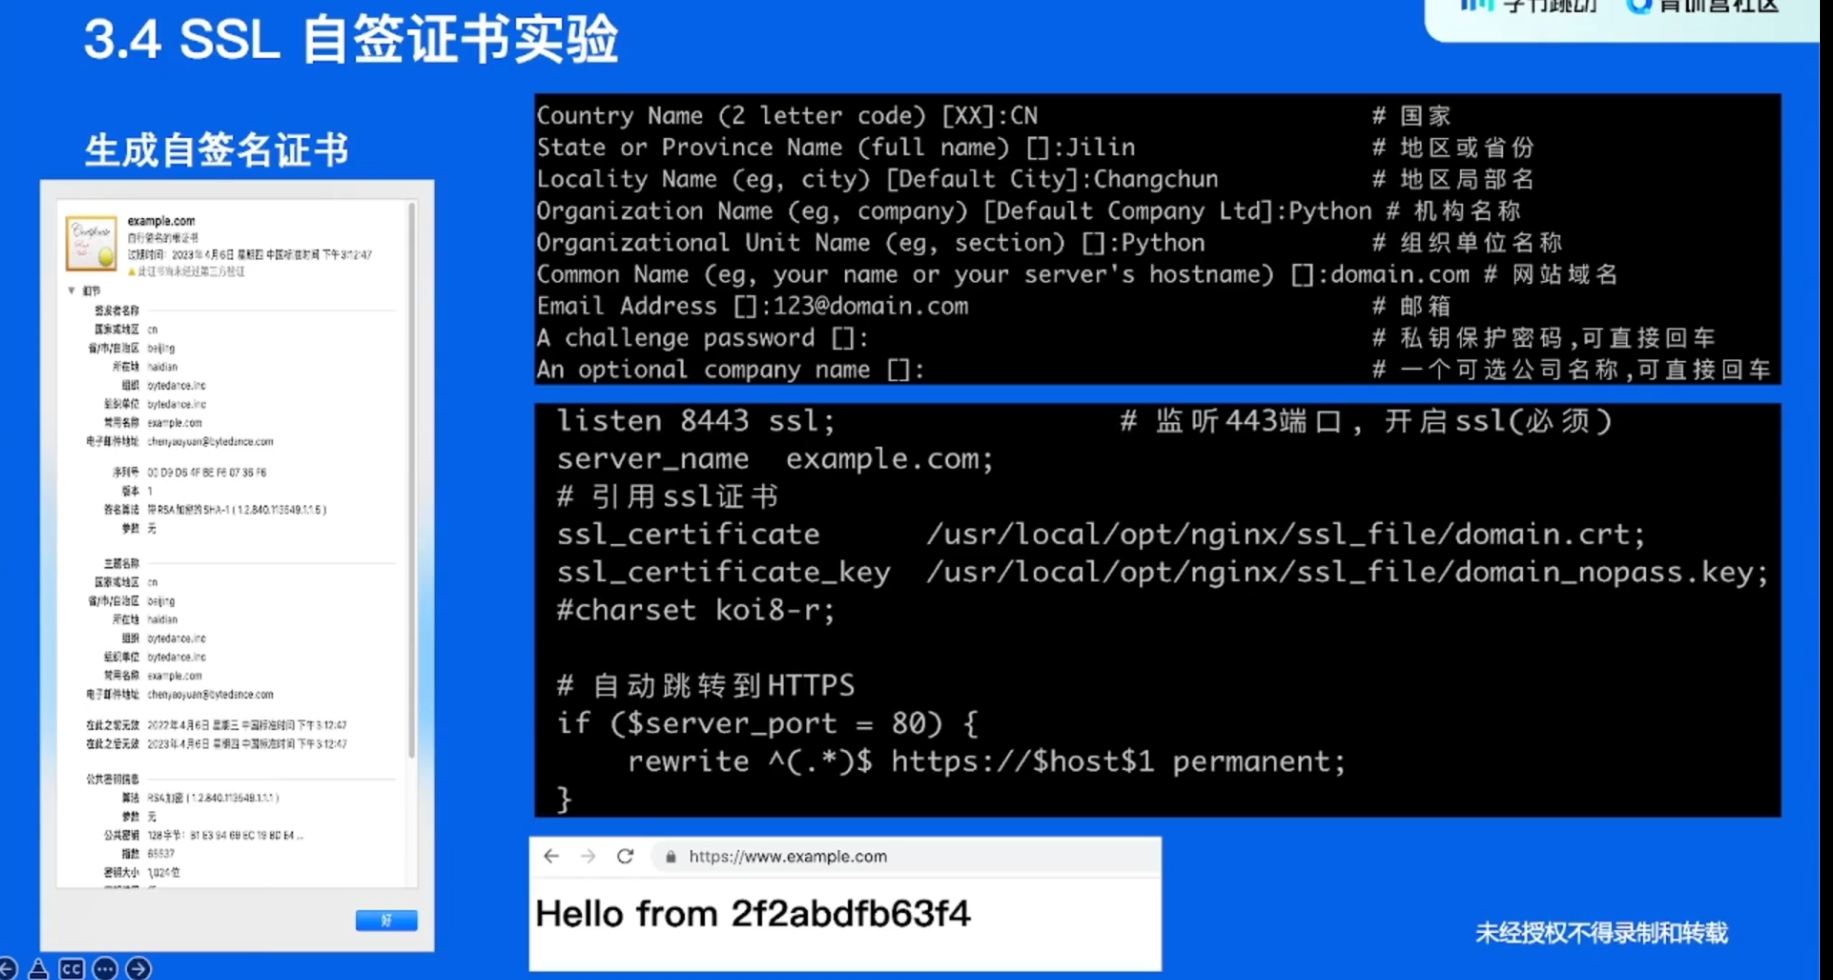 3.4 SSL 自签证书实验
字节跳动 青训营社区
生成自签名证书
example.com
自行签名的根证书
过期时间：2023年4月6日 星期四 中国标准时间 下午3:12:47
此证书尚未经过第三方验证
细节
签发者名称
国家或地区 cn
省/市/自治区 beijing
所在地 haidian
组织 bytedance.inc
组织单位 bytedance.inc
常用名称 example.com
电子邮件地址 chenyaoyuan@bytedance.com
序列号 00 D9 D6 4F BE F6 07 36 F6
版本 1
签名算法 带RSA加密的SHA-1 ( 1.2.840.113549.1.1.5 )
参数 无
主题名称
国家或地区 cn
省/市/自治区 beijing
所在地 haidian
组织 bytedance.inc
组织单位 bytedance.inc
常用名称 example.com
电子邮件地址 chenyaoyuan@bytedance.com
在此之前无效 2022年4月6日 星期三 中国标准时间 下午3:12:47
在此之后无效 2023年4月6日 星期四 中国标准时间 下午3:12:47
公共密钥信息
算法 RSA加密 ( 1.2.840.113549.1.1.1 )
参数 无
公共密钥 128字节：B1 E3 94 6B EC 19 BD E4 ...
指数 65537
密钥大小 1,024位
好
Country Name (2 letter code) [XX]:CN # 国家
State or Province Name (full name) []:Jilin # 地区或省份
Locality Name (eg, city) [Default City]:Changchun # 地区局部名
Organization Name (eg, company) [Default Company Ltd]:Python # 机构名称
Organizational Unit Name (eg, section) []:Python # 组织单位名称
Common Name (eg, your name or your server's hostname) []:domain.com # 网站域名
Email Address []:123@domain.com # 邮箱
A challenge password []: # 私钥保护密码,可直接回车
An optional company name []: # 一个可选公司名称,可直接回车
listen 8443 ssl; # 监听443端口, 开启ssl(必须)
server_name example.com;
# 引用ssl证书
ssl_certificate /usr/local/opt/nginx/ssl_file/domain.crt;
ssl_certificate_key /usr/local/opt/nginx/ssl_file/domain_nopass.key;
#charset koi8-r;
# 自动跳转到HTTPS
if ($server_port = 80) {
rewrite ^(.*)$ https://$host$1 permanent;
}
https://www.example.com
Hello from 2f2abdfb63f4
未经授权不得录制和转载
CC